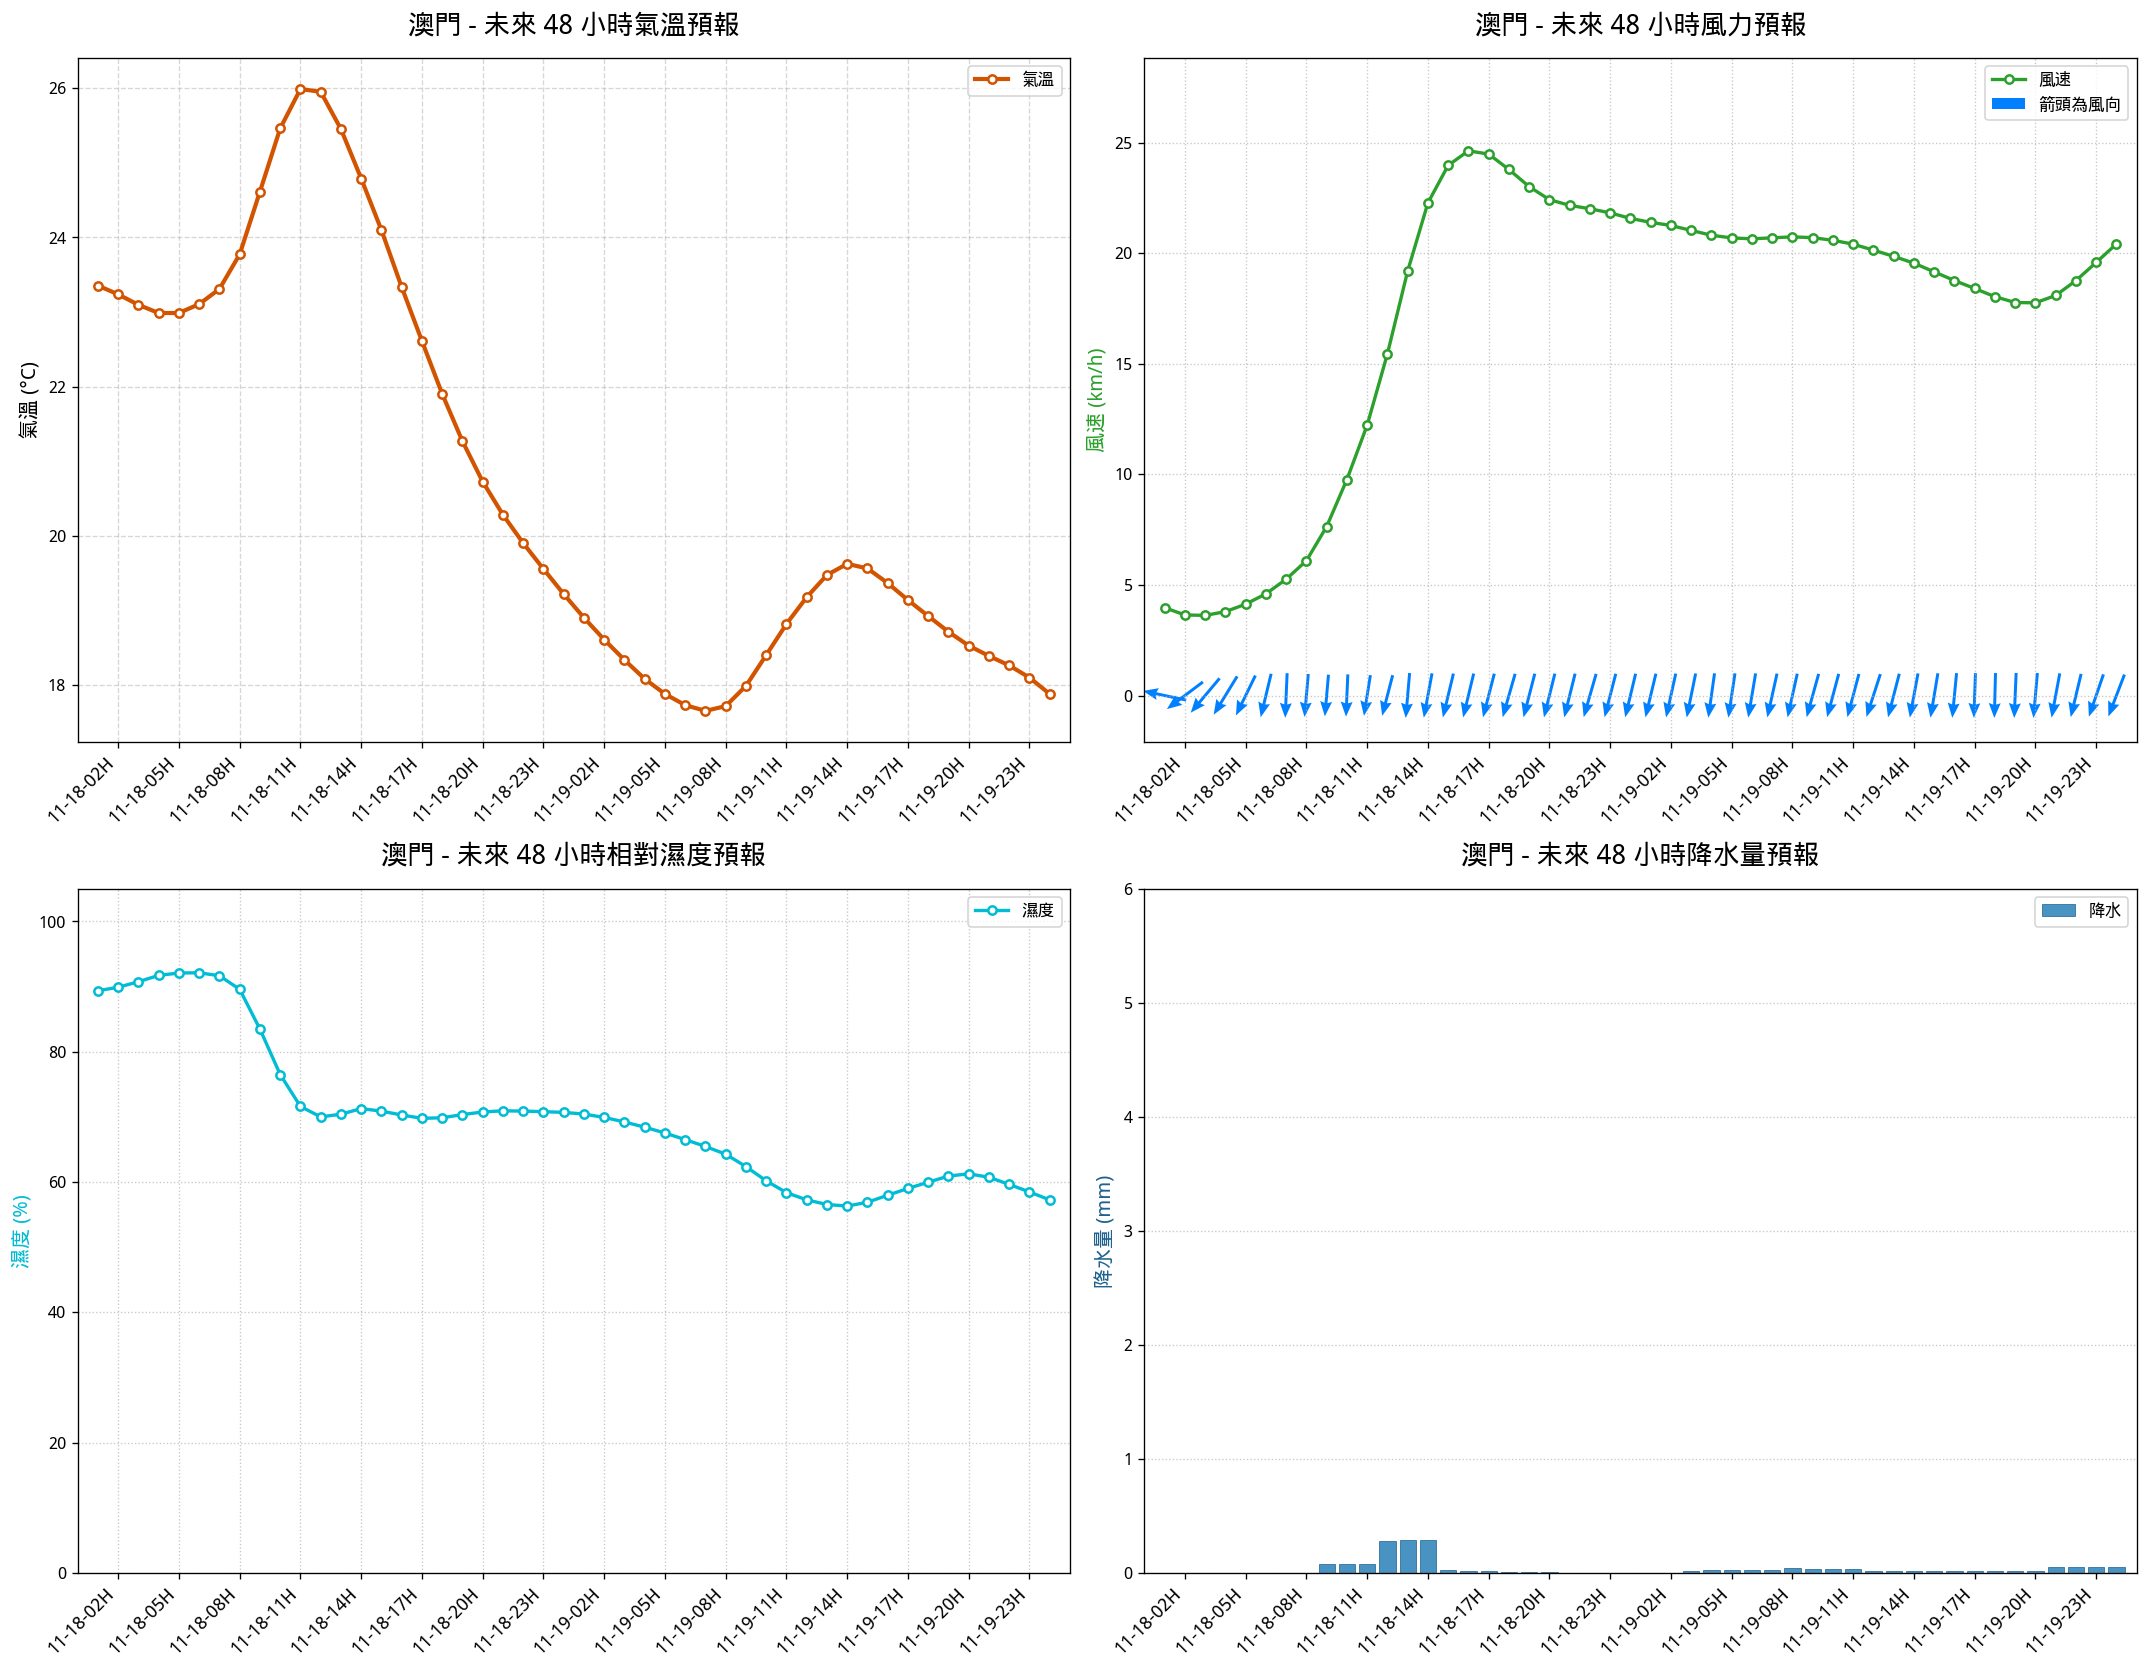 澳門 - 未來 48 小時氣溫預報
氣溫
氣溫 (°C)
26
24
22
20
18
11-18-02H
11-18-05H
11-18-08H
11-18-11H
11-18-14H
11-18-17H
11-18-20H
11-18-23H
11-19-02H
11-19-05H
11-19-08H
11-19-11H
11-19-14H
11-19-17H
11-19-20H
11-19-23H
澳門 - 未來 48 小時風力預報
風速
箭頭為風向
風速 (km/h)
25
20
15
10
5
0
11-18-02H
11-18-05H
11-18-08H
11-18-11H
11-18-14H
11-18-17H
11-18-20H
11-18-23H
11-19-02H
11-19-05H
11-19-08H
11-19-11H
11-19-14H
11-19-17H
11-19-20H
11-19-23H
澳門 - 未來 48 小時相對濕度預報
濕度
濕度 (%)
100
80
60
40
20
0
11-18-02H
11-18-05H
11-18-08H
11-18-11H
11-18-14H
11-18-17H
11-18-20H
11-18-23H
11-19-02H
11-19-05H
11-19-08H
11-19-11H
11-19-14H
11-19-17H
11-19-20H
11-19-23H
澳門 - 未來 48 小時降水量預報
降水
降水量 (mm)
6
5
4
3
2
1
0
11-18-02H
11-18-05H
11-18-08H
11-18-11H
11-18-14H
11-18-17H
11-18-20H
11-18-23H
11-19-02H
11-19-05H
11-19-08H
11-19-11H
11-19-14H
11-19-17H
11-19-20H
11-19-23H